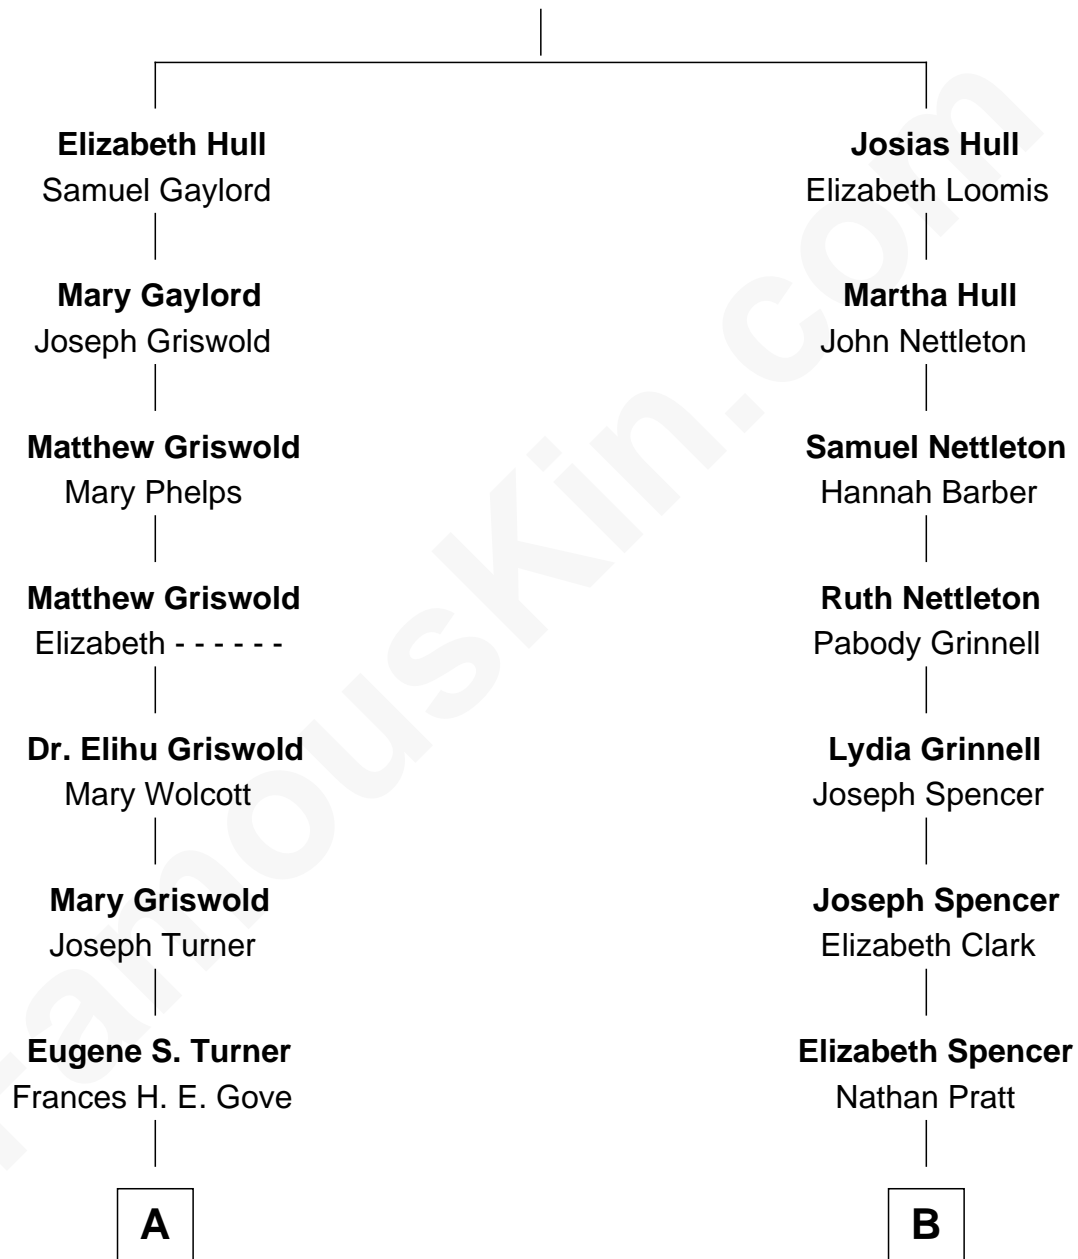 Elizabeth Hull
Samuel Gaylord
Mary Gaylord
Joseph Griswold
Matthew Griswold
Mary Phelps
Matthew Griswold
Elizabeth - - - - - -
Dr. Elihu Griswold
Mary Wolcott
Mary Griswold
Joseph Turner
Eugene S. Turner
Frances H. E. Gove
A
Josias Hull
Elizabeth Loomis
Martha Hull
John Nettleton
Samuel Nettleton
Hannah Barber
Ruth Nettleton
Pabody Grinnell
Lydia Grinnell
Joseph Spencer
Joseph Spencer
Elizabeth Clark
Elizabeth Spencer
Nathan Pratt
B
FamousKin.com